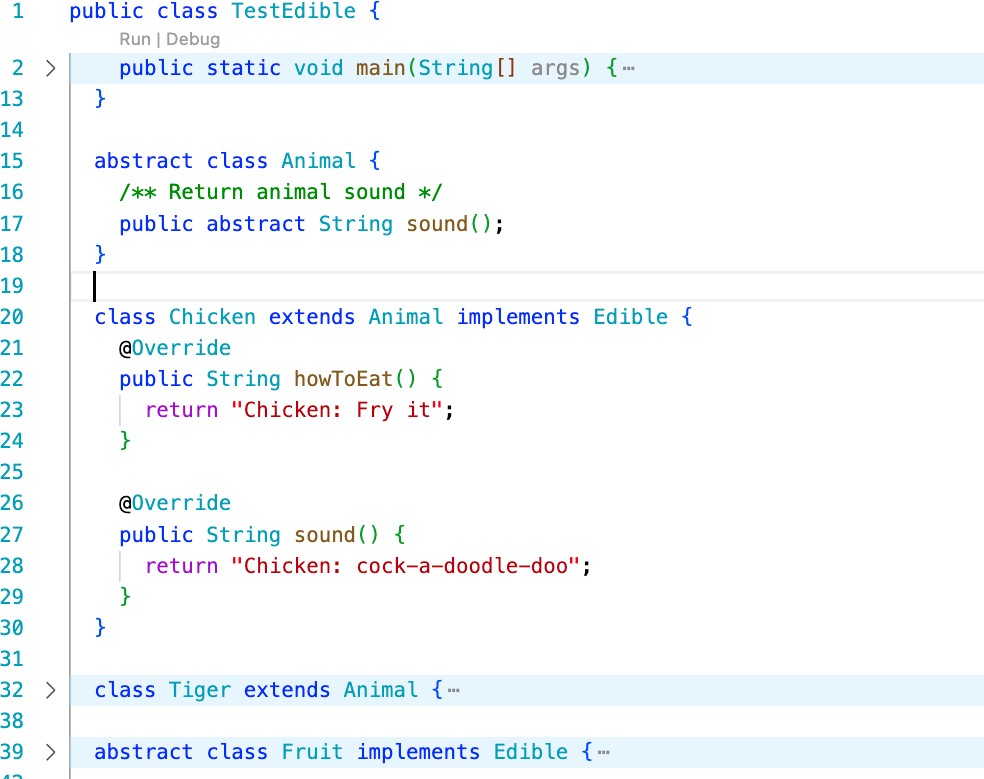 1 public class TestEdible {
Run | Debug
2 > public static void main(String[] args) { ⋯
13 }
14
15 abstract class Animal {
16 /** Return animal sound */
17 public abstract String sound();
18 }
19
20 class Chicken extends Animal implements Edible {
21 @Override
22 public String howToEat() {
23 return "Chicken: Fry it";
24 }
25
26 @Override
27 public String sound() {
28 return "Chicken: cock-a-doodle-doo";
29 }
30 }
31
32 > class Tiger extends Animal { ⋯
38
39 > abstract class Fruit implements Edible { ⋯